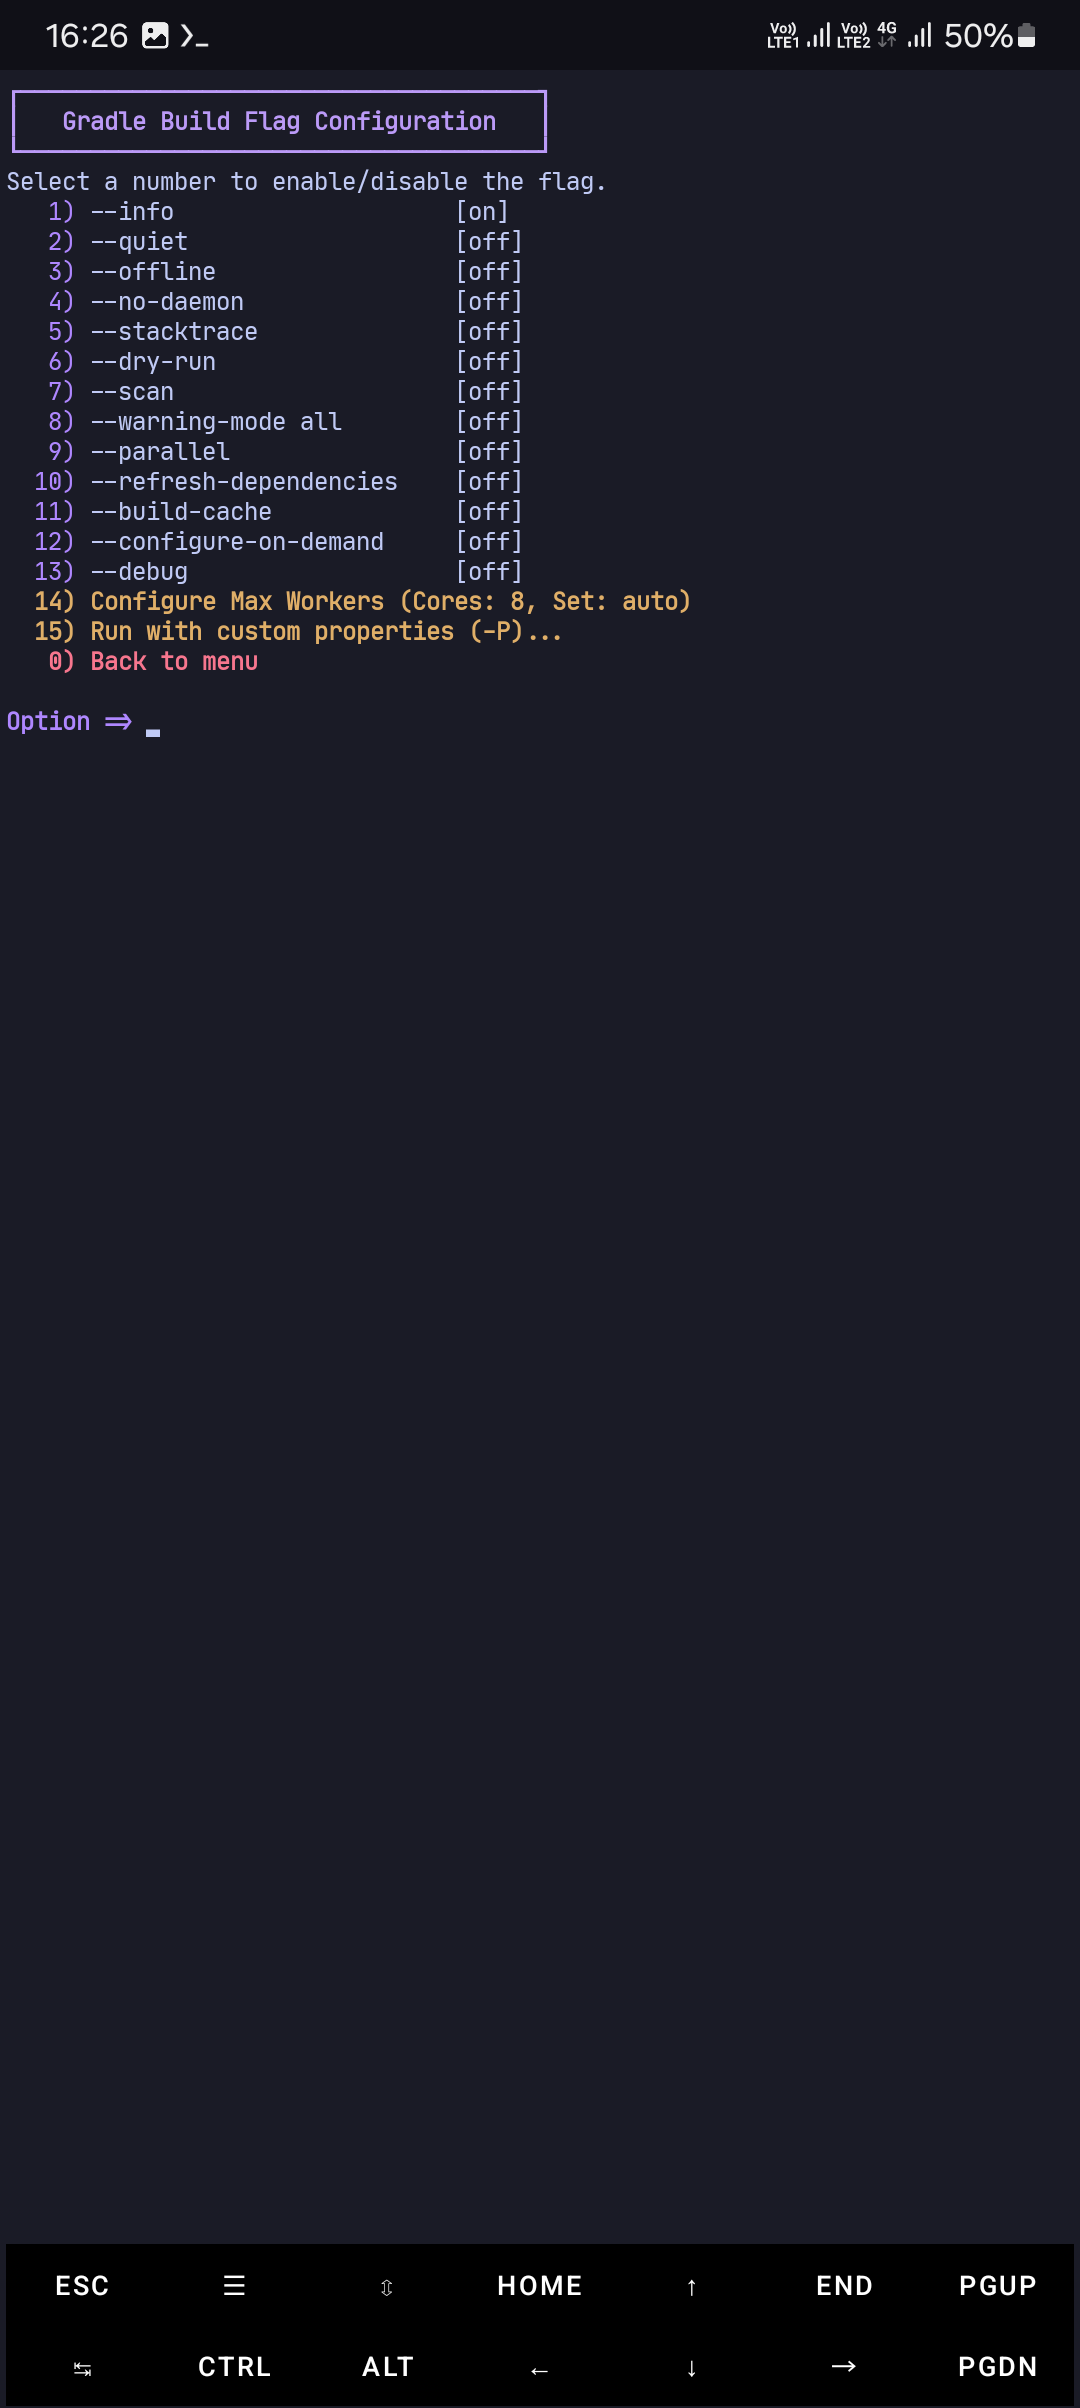 16:26
Vo)) LTE1 Vo)) LTE2 4G 50%
Gradle Build Flag Configuration
Select a number to enable/disable the flag.
1) --info [on]
2) --quiet [off]
3) --offline [off]
4) --no-daemon [off]
5) --stacktrace [off]
6) --dry-run [off]
7) --scan [off]
8) --warning-mode all [off]
9) --parallel [off]
10) --refresh-dependencies [off]
11) --build-cache [off]
12) --configure-on-demand [off]
13) --debug [off]
14) Configure Max Workers (Cores: 8, Set: auto)
15) Run with custom properties (-P)...
0) Back to menu
Option => _
ESC ☰ ⇳ HOME ↑ END PGUP
↹ CTRL ALT ← ↓ → PGDN